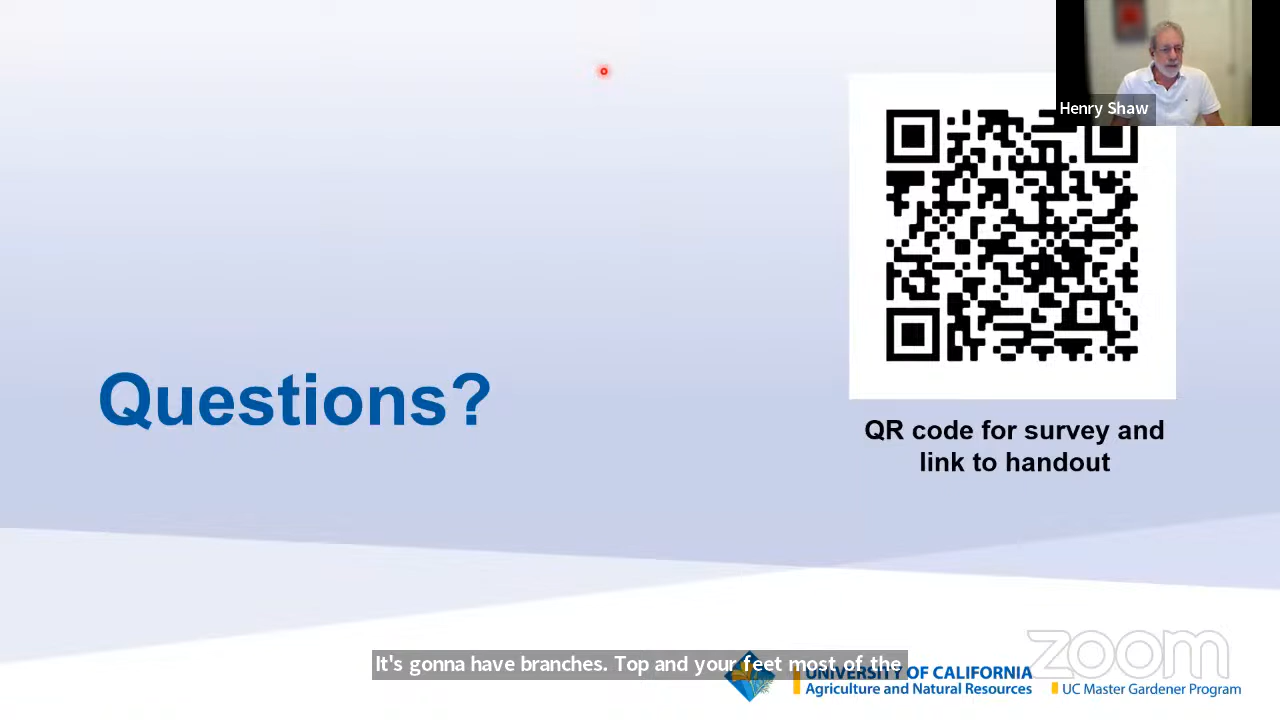 Henry Shaw
Questions?
QR code for survey and
link to handout
zoom
It's gonna have branches. Top and your feet most of the
UNIVERSITY OF CALIFORNIA
Agriculture and Natural Resources
UC Master Gardener Program